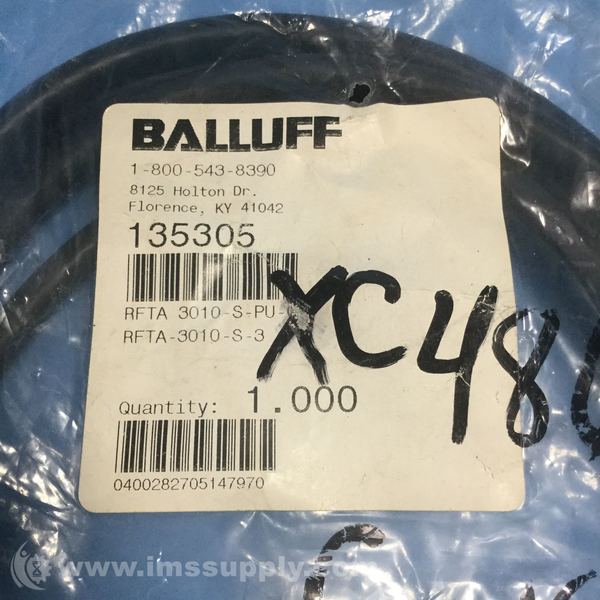 BALLUFF
1-800-543-8390
8125 Holton Dr.
Florence, KY 41042
135305
RFTA 3010-S-PU-
RFTA-3010-S-3
XC48
Quantity: 1.000
0400282705147970
www.imssupply.com